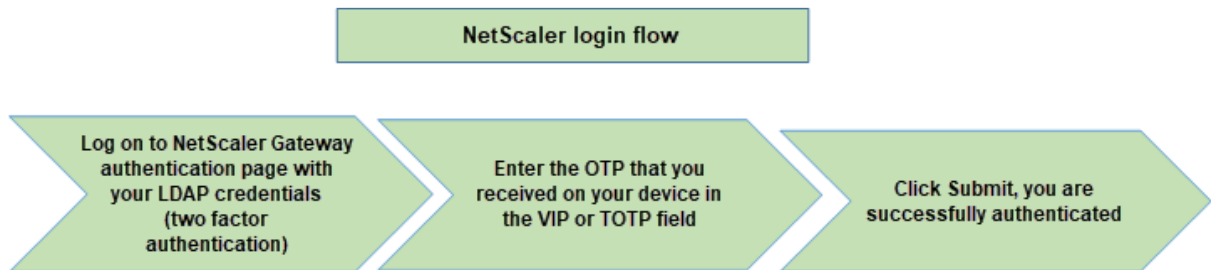 NetScaler login flow
Log on to NetScaler Gateway
authentication page with
your LDAP credentials
(two factor
authentication)
Enter the OTP that you
received on your device in
the VIP or TOTP field
Click Submit, you are
successfully authenticated